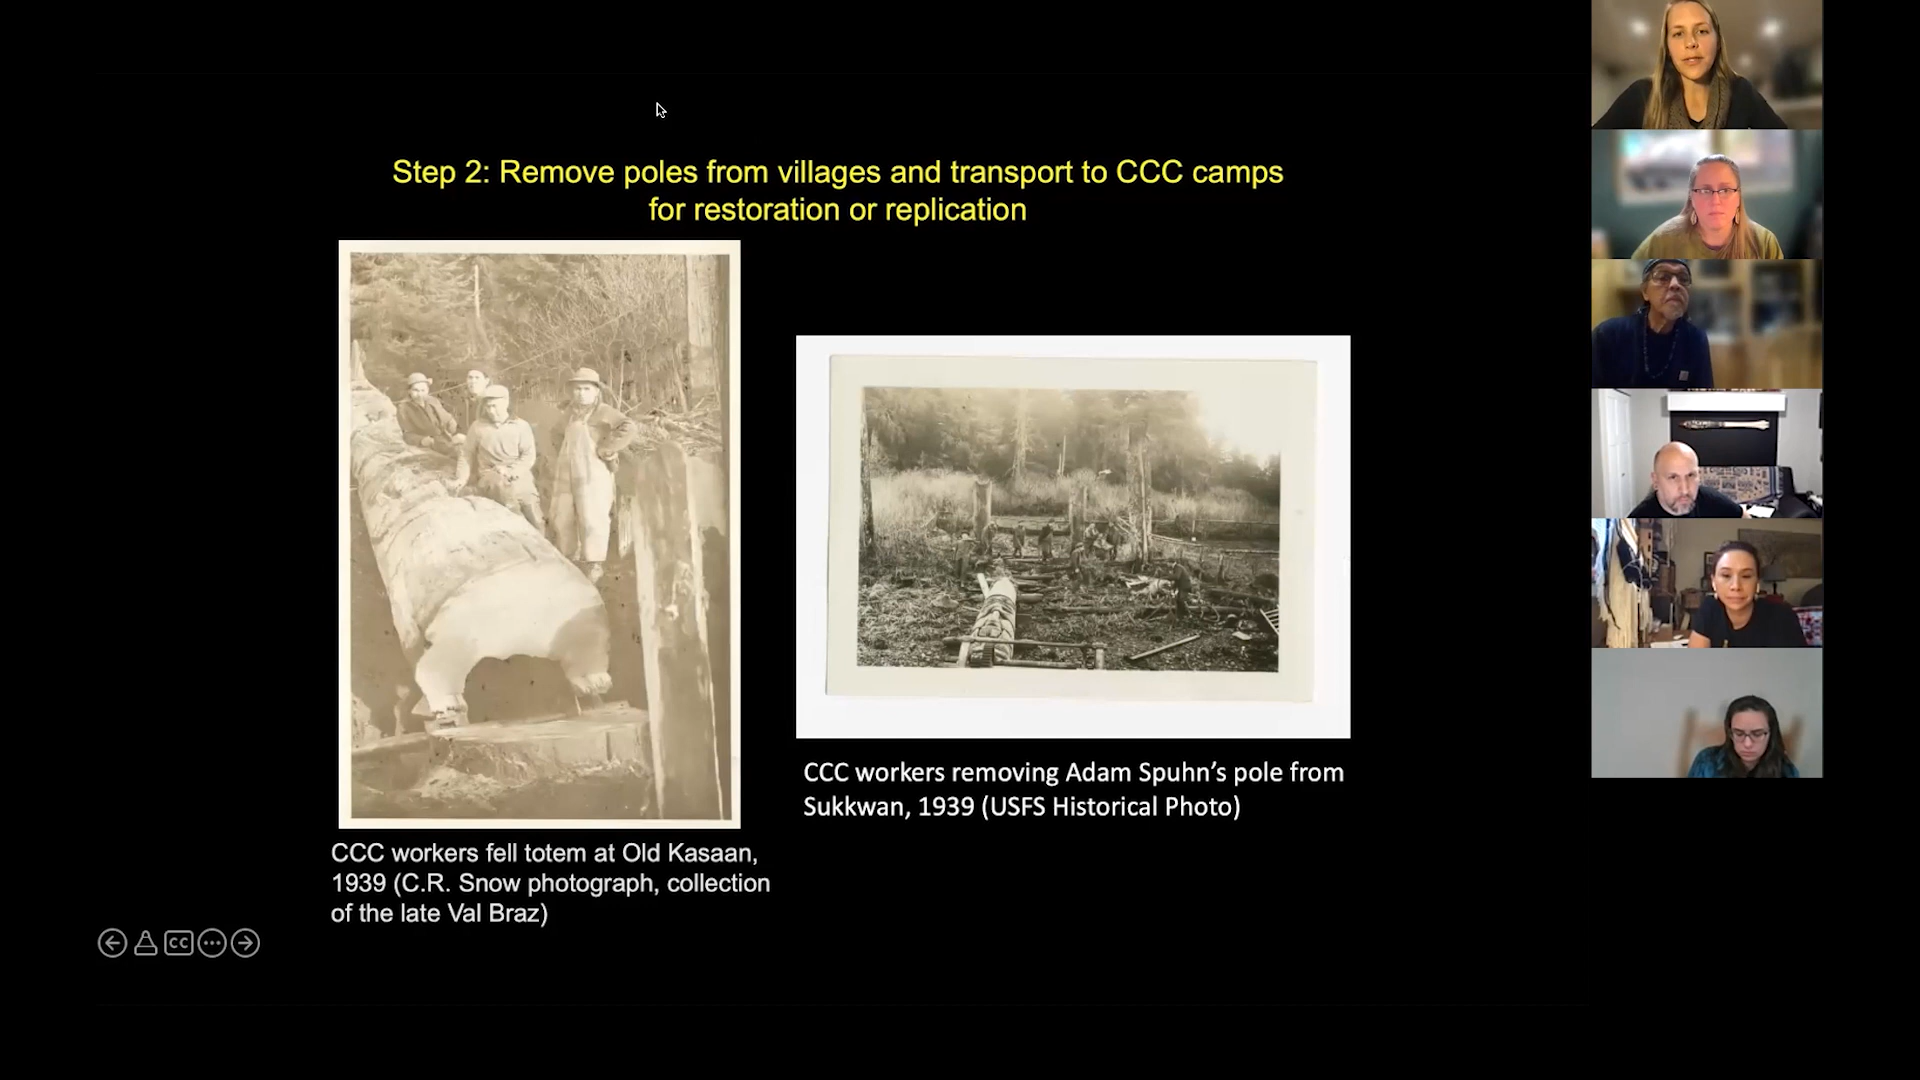 Step 2: Remove poles from villages and transport to CCC camps
for restoration or replication
CCC workers removing Adam Spuhn’s pole from
Sukkwan, 1939 (USFS Historical Photo)
CCC workers fell totem at Old Kasaan,
1939 (C.R. Snow photograph, collection
of the late Val Braz)
CC